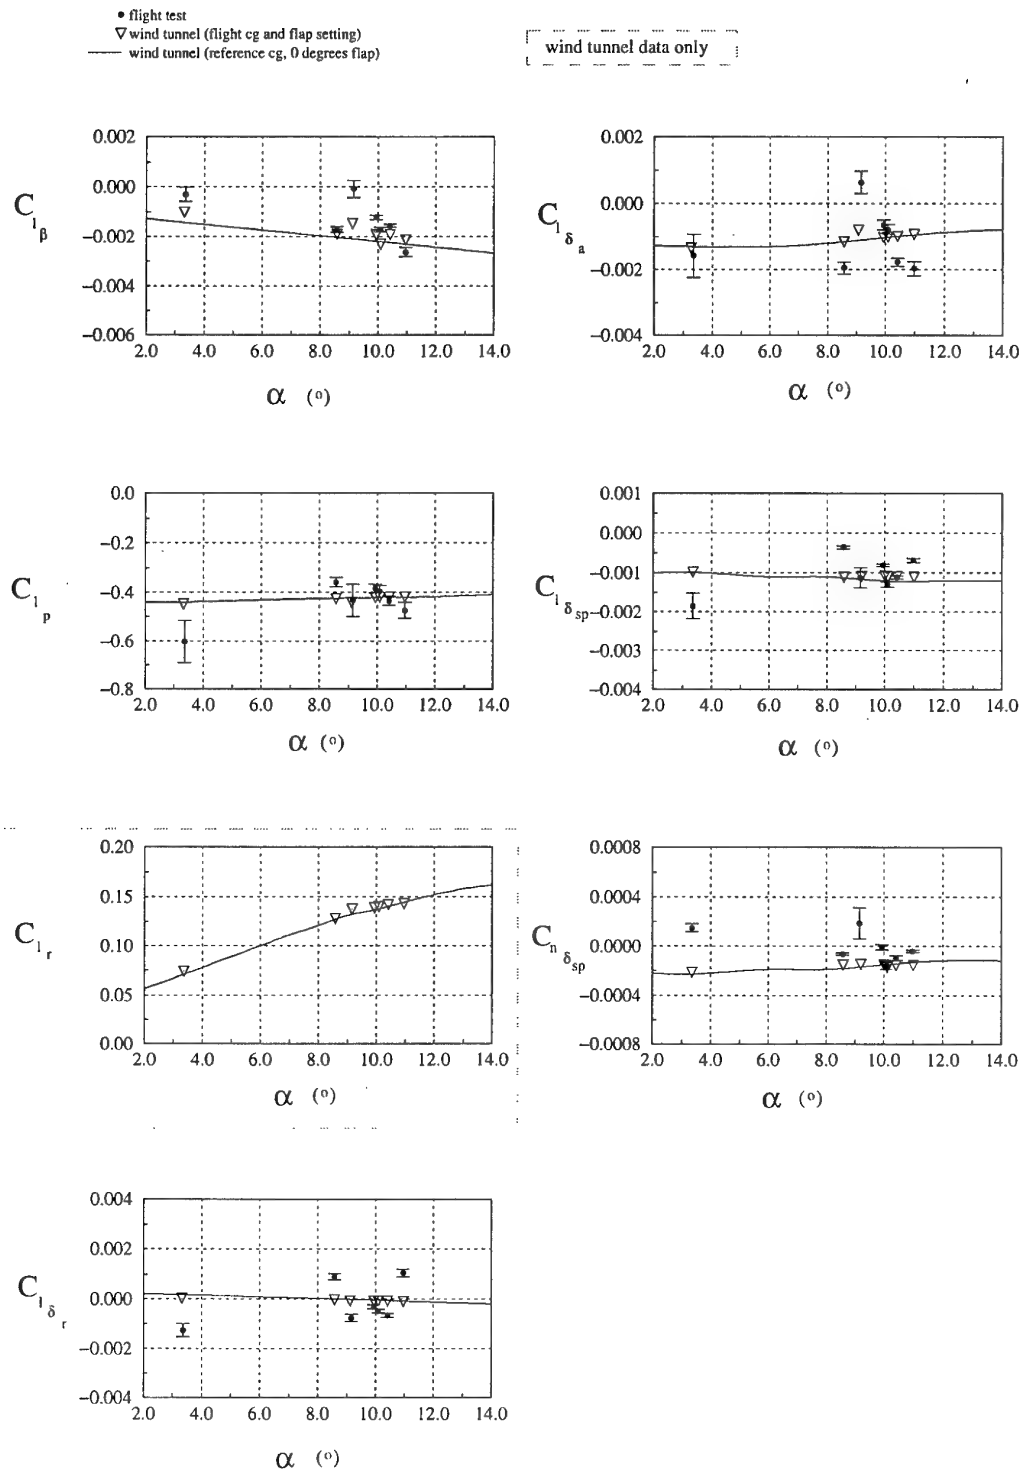 flight test
wind tunnel (flight cg and flap setting)
wind tunnel (reference cg, 0 degrees flap)
wind tunnel data only
0.002
0.000
C l β
−0.002
−0.004
−0.006
2.0 4.0 6.0 8.0 10.0 12.0 14.0
α (º)
0.002
0.000
C l δ a
−0.002
−0.004
2.0 4.0 6.0 8.0 10.0 12.0 14.0
α (º)
0.0
−0.2
C l p
−0.4
−0.6
−0.8
2.0 4.0 6.0 8.0 10.0 12.0 14.0
α (º)
0.001
0.000
−0.001
C l δ sp
−0.002
−0.003
−0.004
2.0 4.0 6.0 8.0 10.0 12.0 14.0
α (º)
0.20
0.15
C l r
0.10
0.05
0.00
2.0 4.0 6.0 8.0 10.0 12.0 14.0
α (º)
0.0008
0.0004
C n δ sp
0.0000
−0.0004
−0.0008
2.0 4.0 6.0 8.0 10.0 12.0 14.0
α (º)
0.004
0.002
C l δ r
0.000
−0.002
−0.004
2.0 4.0 6.0 8.0 10.0 12.0 14.0
α (º)